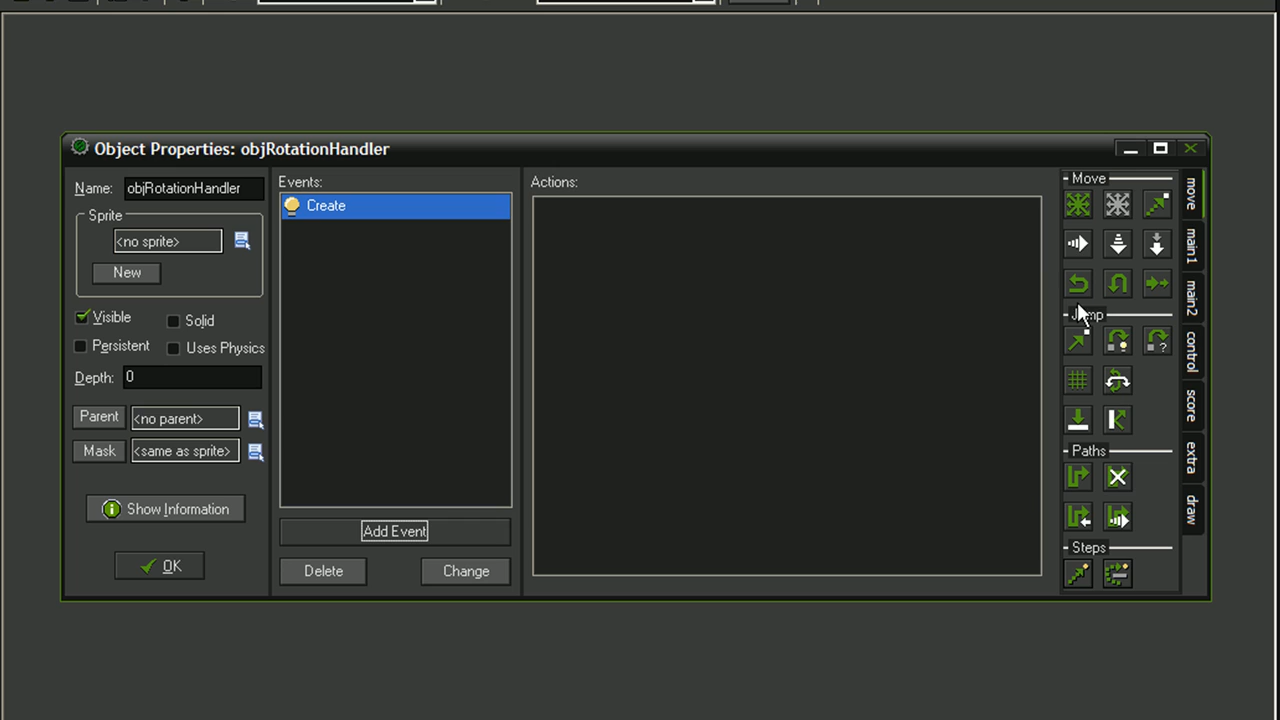 Object Properties: objRotationHandler
Name: objRotationHandler
Sprite
<no sprite>
New
Visible
Solid
Persistent
Uses Physics
Depth: 0
Parent <no parent>
Mask <same as sprite>
Show Information
OK
Events:
Create
Add Event
Delete
Change
Actions:
Move
Jump
Paths
Steps
move
main1
main2
control
score
extra
draw